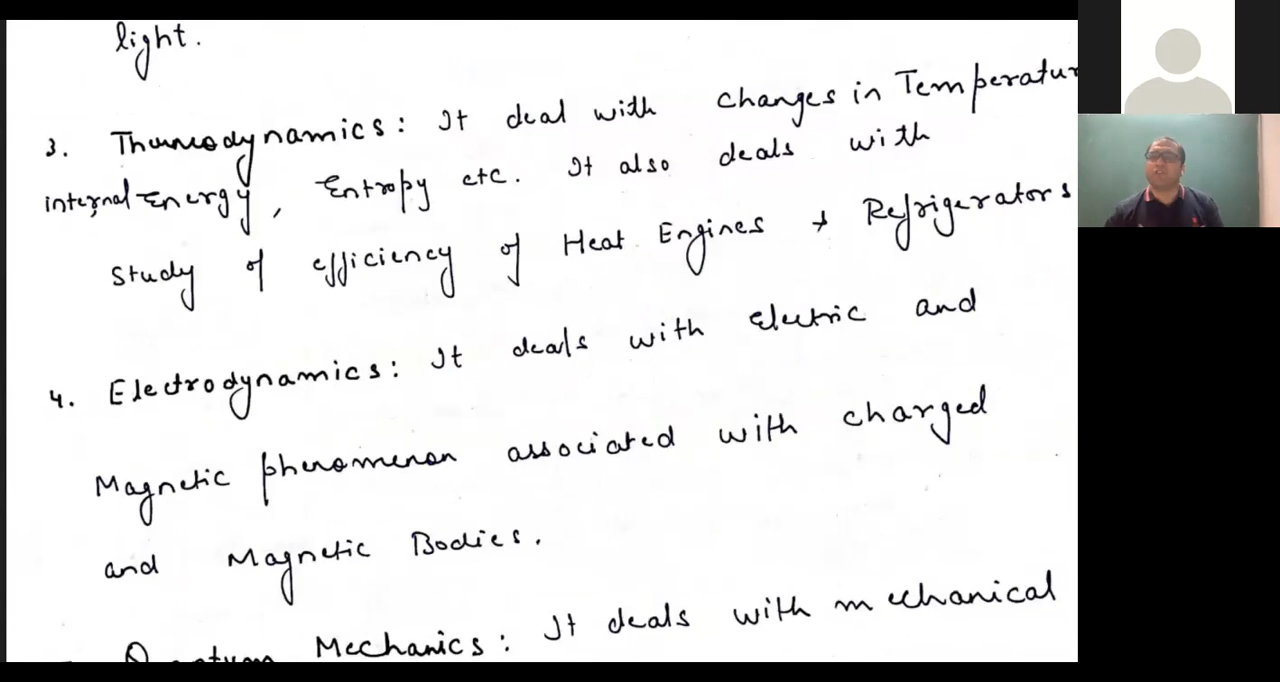 light.
3. Thermodynamics: It deal with changes in Temperatur
internal Energy, Entropy etc. It also deals with
Study of efficiency of Heat Engines + Refrigerators
4. Electrodynamics: It deals with Electric and
Magnetic phenomenon associated with charged
and Magnetic Bodies.
Quantum Mechanics: It deals with mechanical